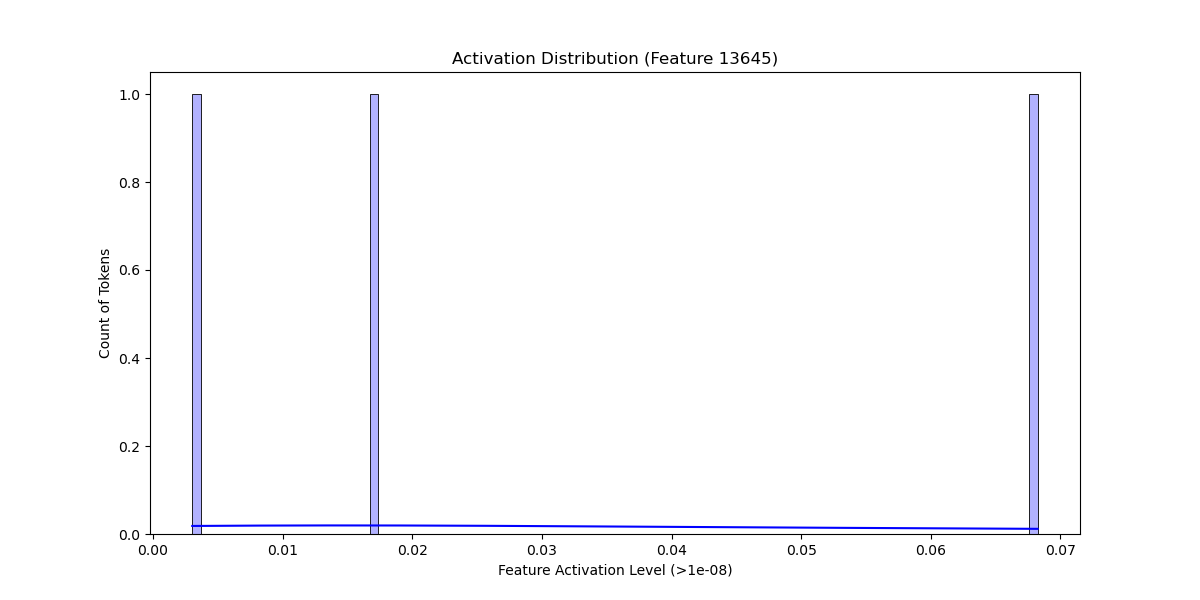 Activation Distribution (Feature 13645)
1.0
0.8
0.6
0.4
0.2
0.0
Count of Tokens
0.00 0.01 0.02 0.03 0.04 0.05 0.06 0.07
Feature Activation Level (>1e-08)